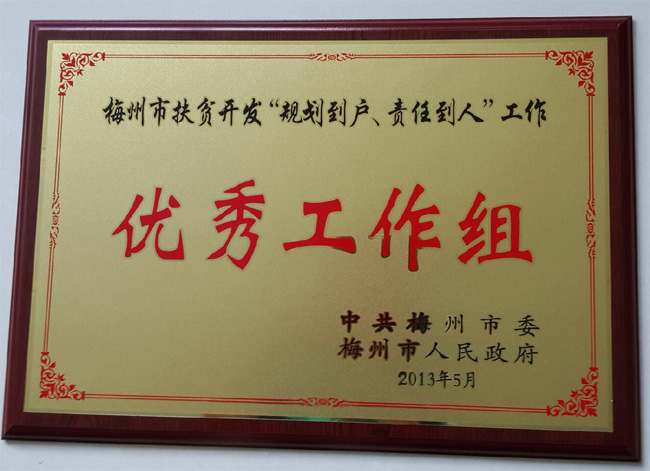 梅州市扶贫开发“规划到户、责任到人”工作
优秀工作组
中共梅州市委
梅州市人民政府
2013年5月